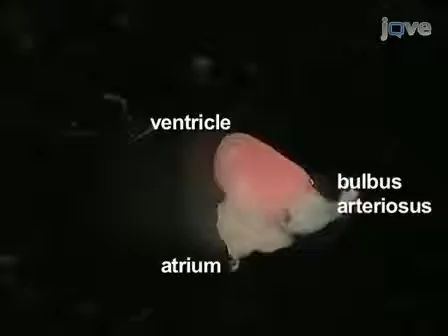 jove
ventricle
bulbus
arteriosus
atrium